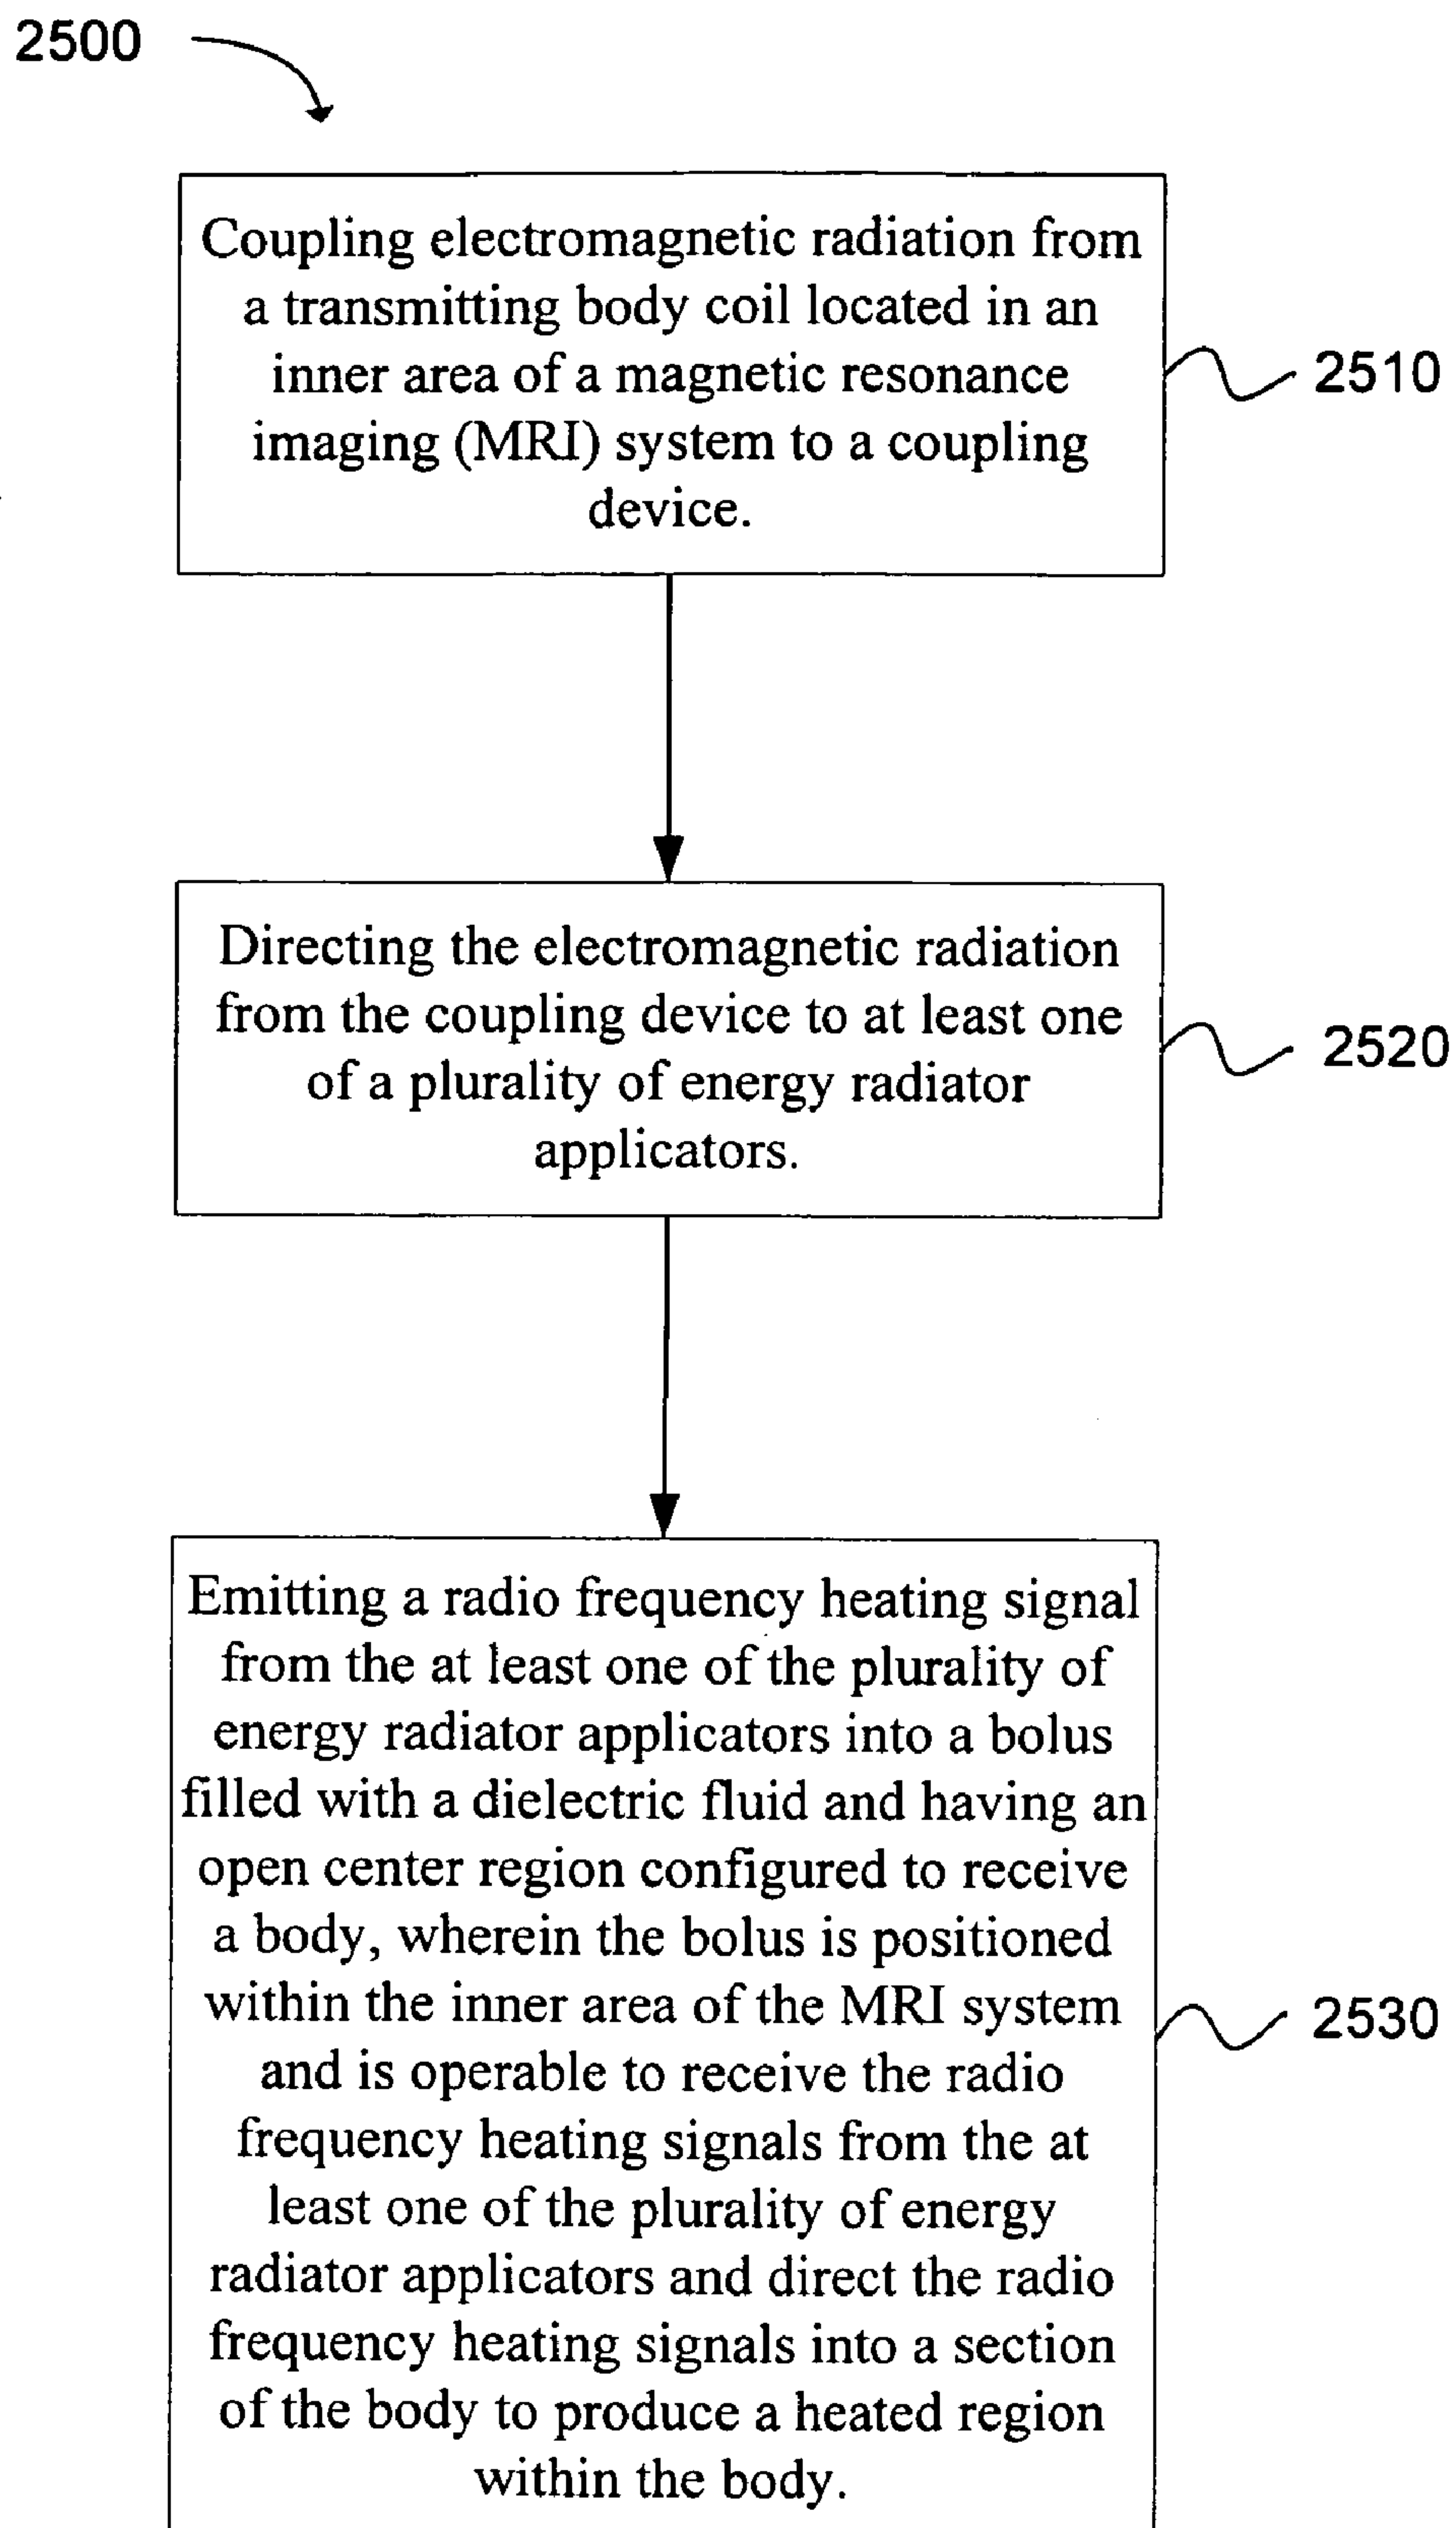 2500
Coupling electromagnetic radiation from
a transmitting body coil located in an
inner area of a magnetic resonance
imaging (MRI) system to a coupling
device.
2510
Directing the electromagnetic radiation
from the coupling device to at least one
of a plurality of energy radiator
applicators.
2520
Emitting a radio frequency heating signal
from the at least one of the plurality of
energy radiator applicators into a bolus
filled with a dielectric fluid and having an
open center region configured to receive
a body, wherein the bolus is positioned
within the inner area of the MRI system
and is operable to receive the radio
frequency heating signals from the at
least one of the plurality of energy
radiator applicators and direct the radio
frequency heating signals into a section
of the body to produce a heated region
within the body.
2530